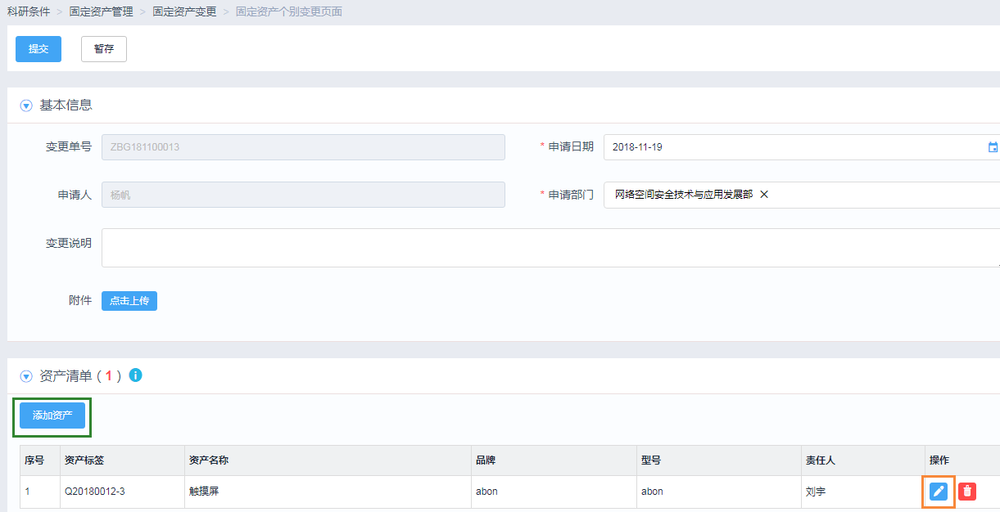 科研条件 > 固定资产管理 > 固定资产变更 > 固定资产个别变更页面
提交 暂存
基本信息
变更单号 ZBG181100013 * 申请日期 2018-11-19
申请人 杨帆 * 申请部门 网络空间安全技术与应用发展部 ×
变更说明
附件 点击上传
资产清单 ( 1 )
添加资产
序号 资产标签 资产名称 品牌 型号 责任人 操作
1 Q20180012-3 触摸屏 abon abon 刘宇